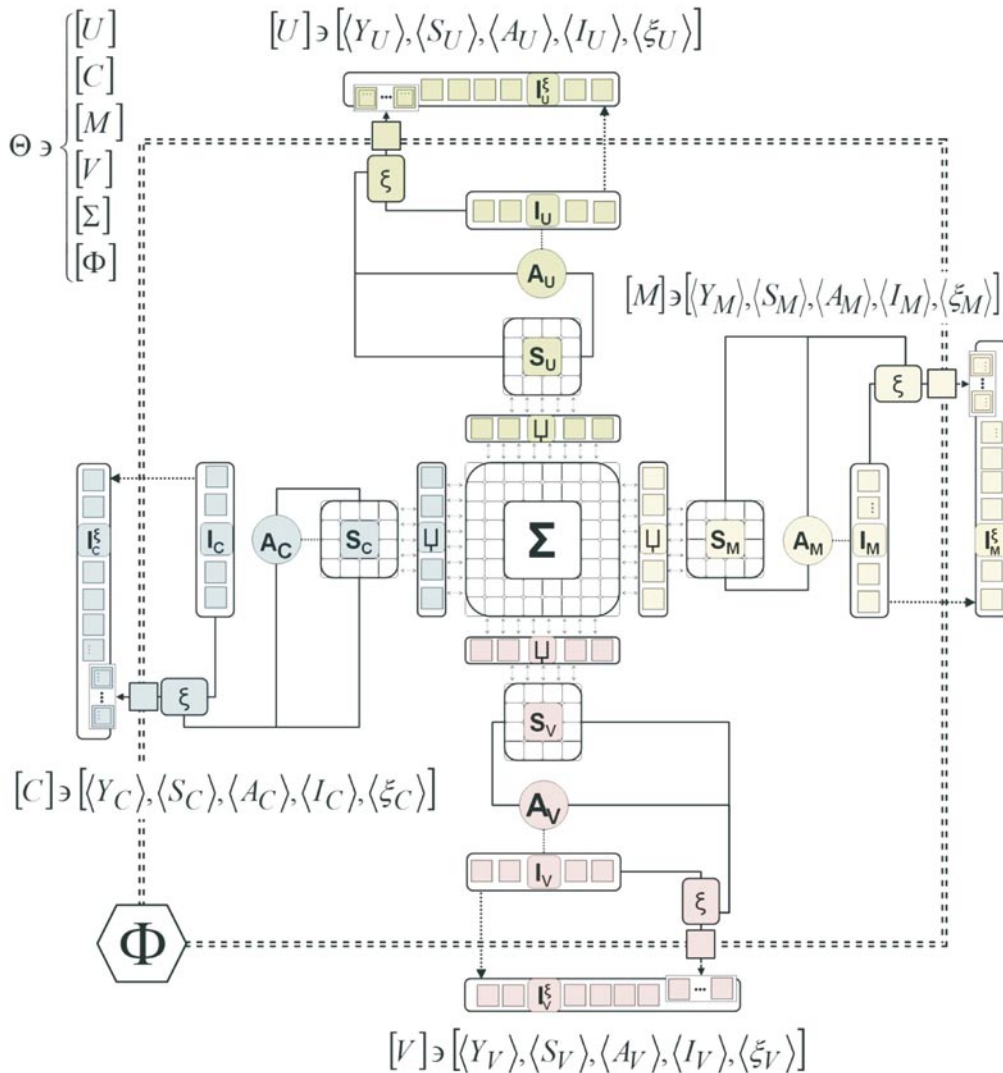 Θ ∍ { [U] [C] [M] [V] [Σ] [Φ]
[U] ∍ [⟨Y_U⟩, ⟨S_U⟩, ⟨A_U⟩, ⟨I_U⟩, ⟨ξ_U⟩]
... I_U^ξ
ξ
I_U
A_U
[M] ∍ [⟨Y_M⟩, ⟨S_M⟩, ⟨A_M⟩, ⟨I_M⟩, ⟨ξ_M⟩]
S_U
ξ
...
I_C^ξ I_C A_C S_C Σ S_M A_M I_M I_M^ξ
ξ
...
S_V
[C] ∍ [⟨Y_C⟩, ⟨S_C⟩, ⟨A_C⟩, ⟨I_C⟩, ⟨ξ_C⟩]
A_V
I_V
ξ
Φ
I_V^ξ ...
[V] ∍ [⟨Y_V⟩, ⟨S_V⟩, ⟨A_V⟩, ⟨I_V⟩, ⟨ξ_V⟩]